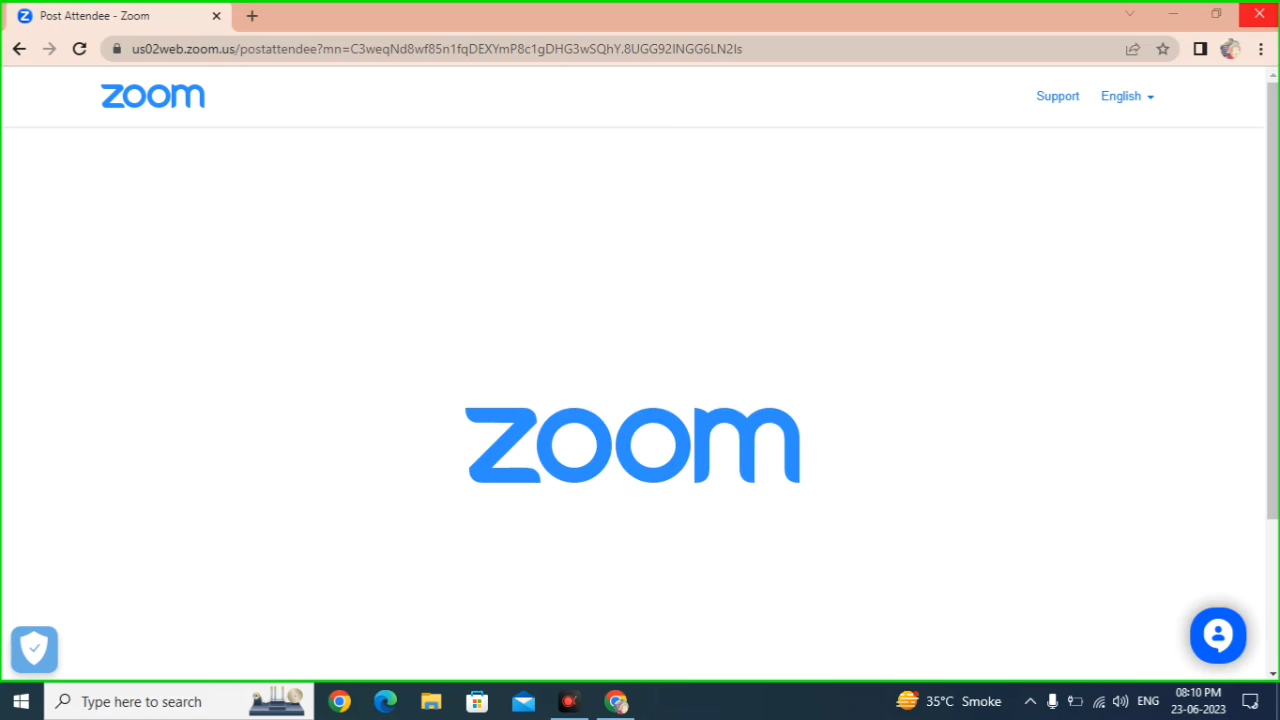 Post Attendee - Zoom
us02web.zoom.us/postattendee?mn=C3weqNd8wf85n1fqDEXYmP8c1gDHG3wSQhY.8UGG92INGG6LN2Is
zoom
Support
English
zoom
Type here to search
35°C Smoke
ENG
08:10 PM
23-06-2023